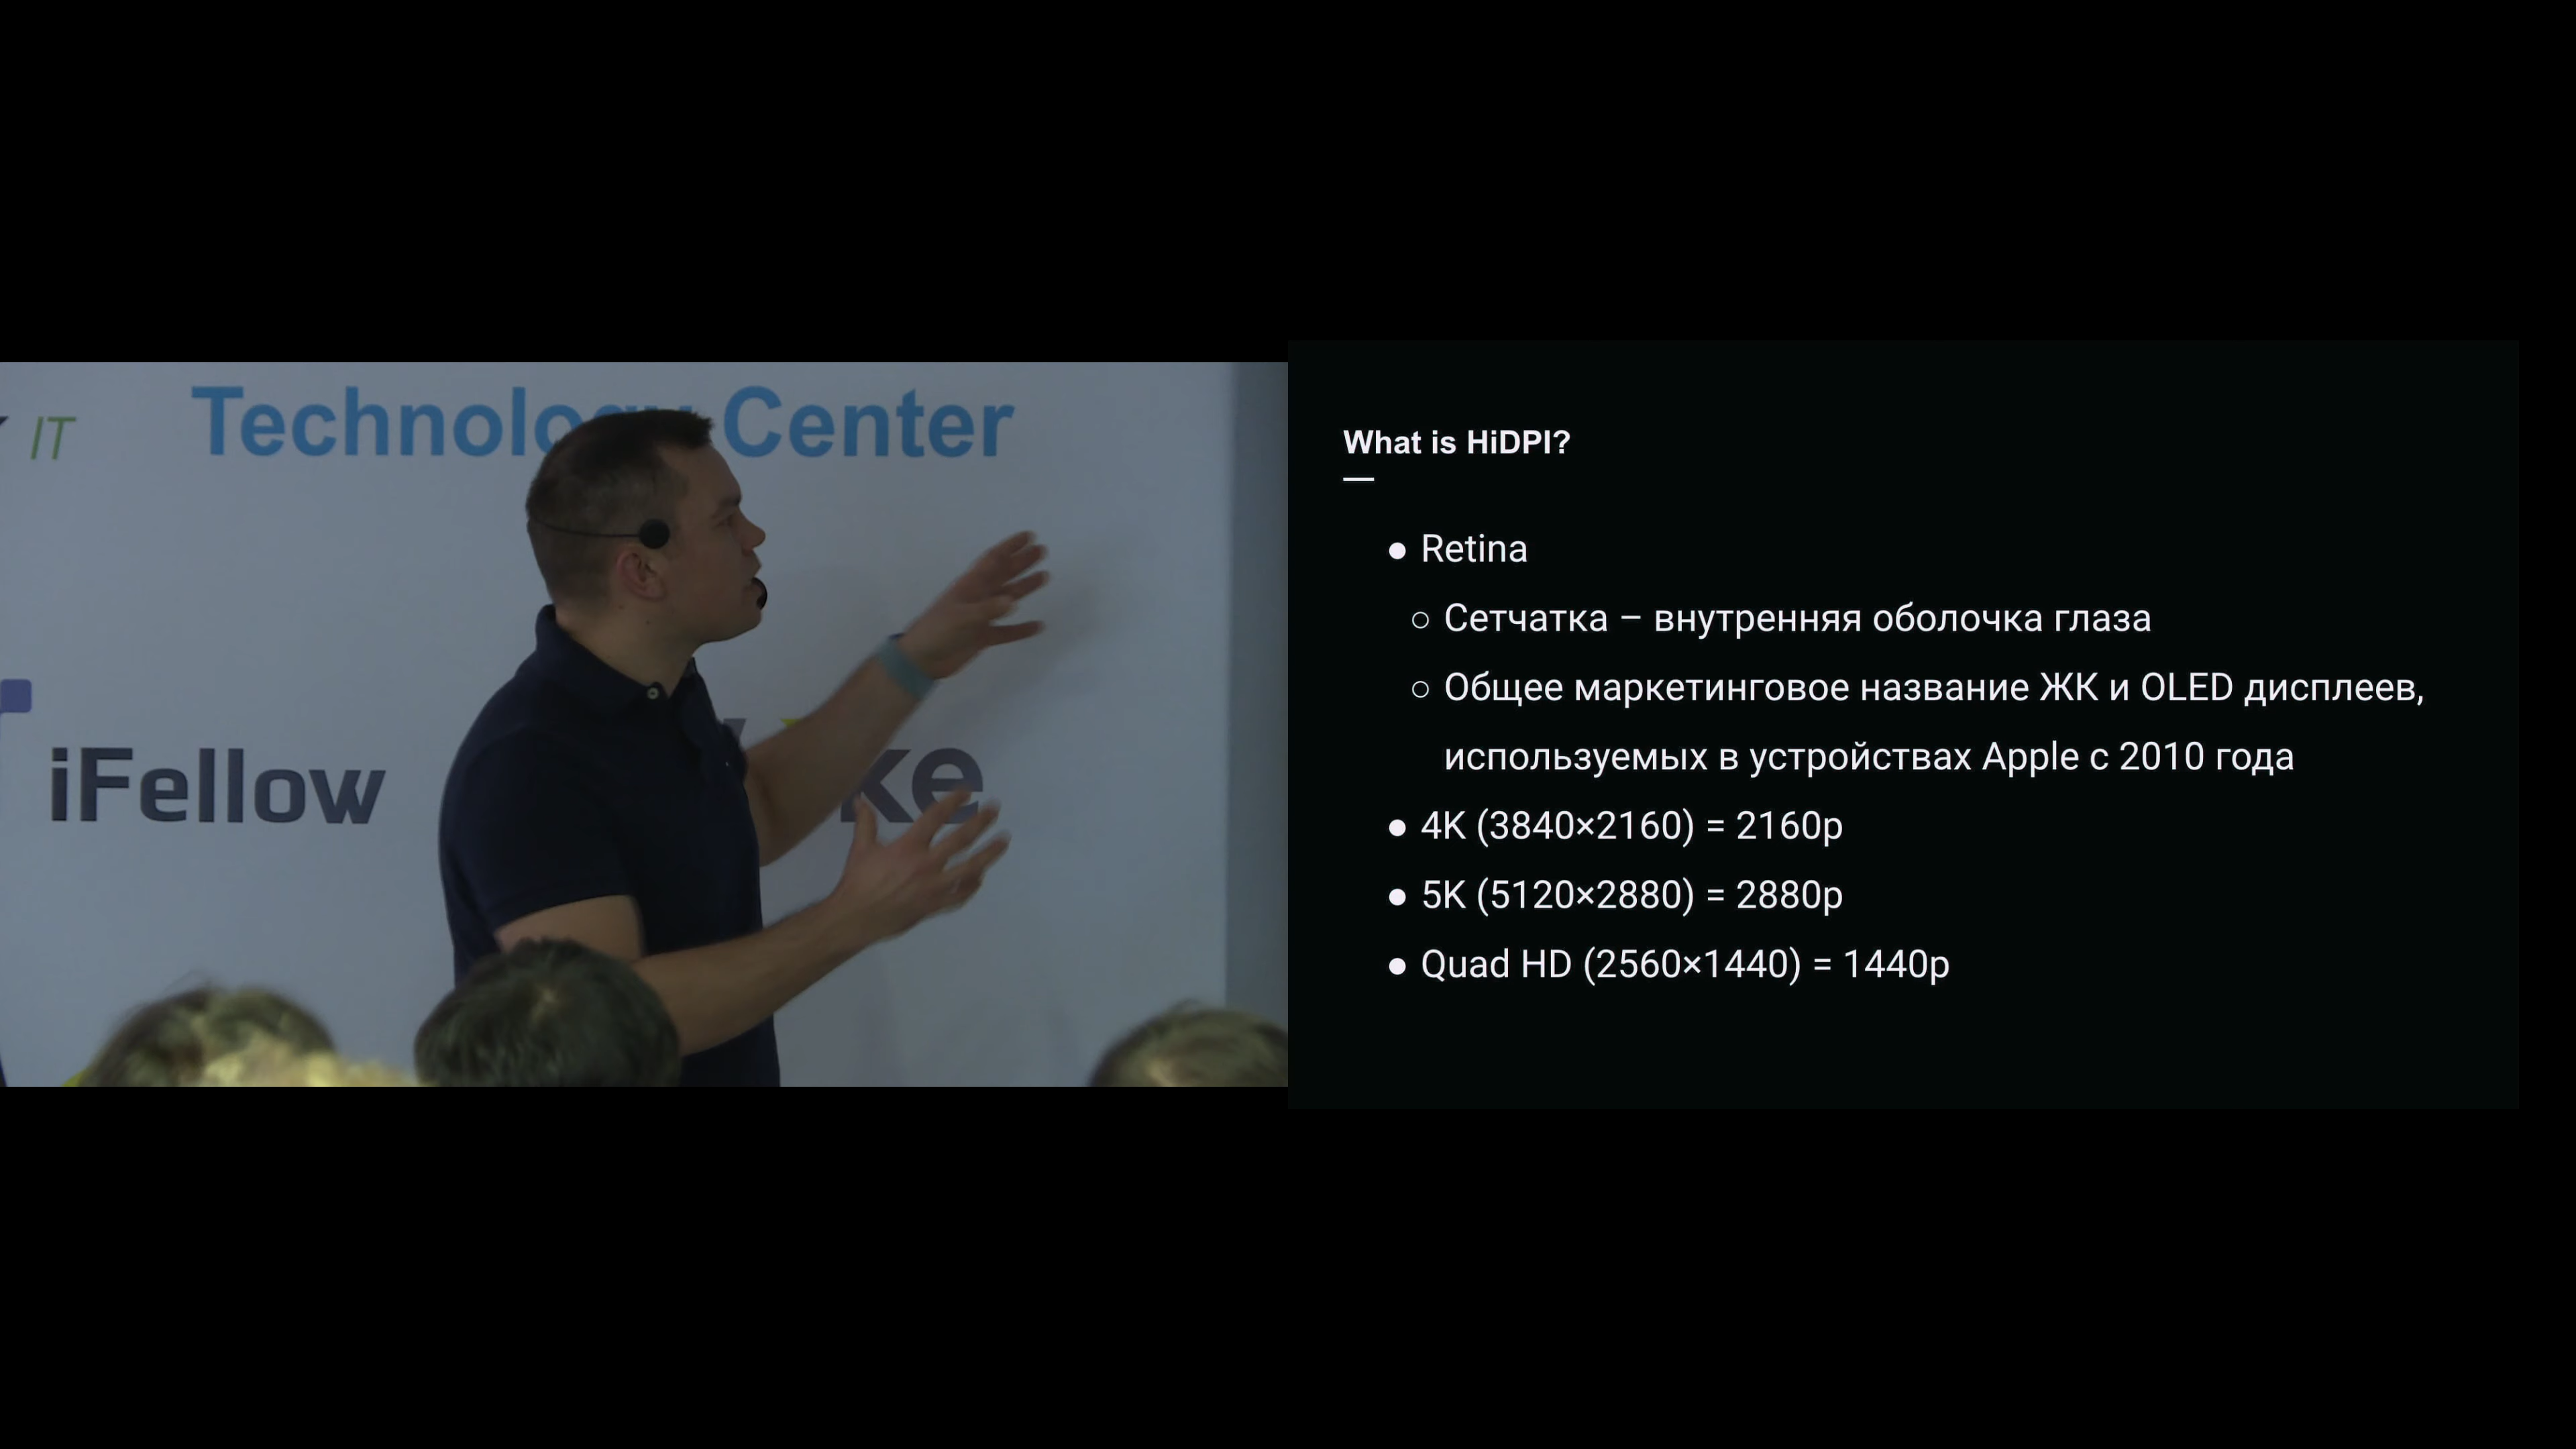 IT
Technology Center
iFellow
ke
What is HiDPI?
● Retina
○ Сетчатка – внутренняя оболочка глаза
○ Общее маркетинговое название ЖК и OLED дисплеев,
используемых в устройствах Apple с 2010 года
● 4K (3840×2160) = 2160p
● 5K (5120×2880) = 2880p
● Quad HD (2560×1440) = 1440p